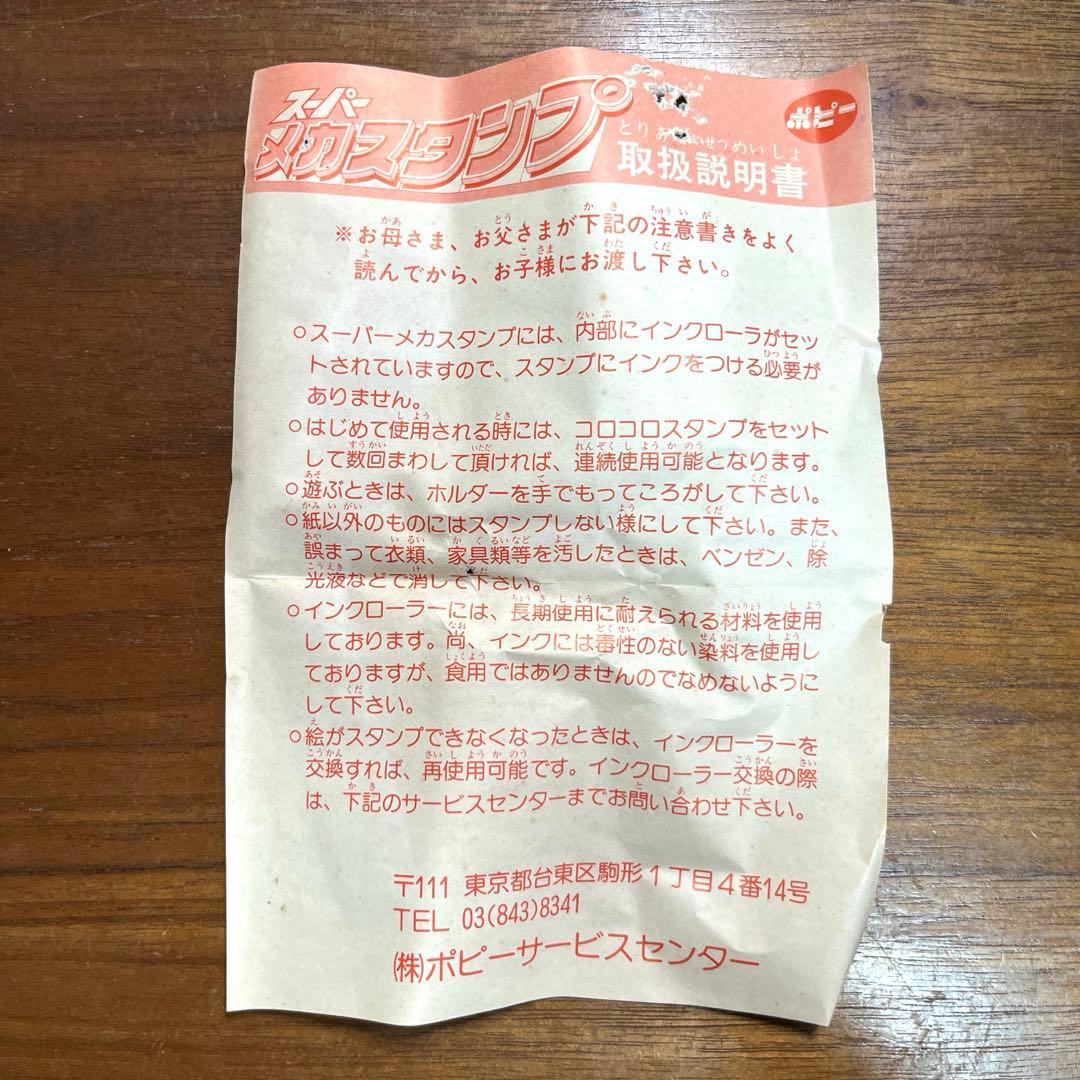 スーパー
メカスタンプ
ポピー
とりあ いせつめいしょ
取扱説明書
※お母さま、お父さまが下記の注意書きをよく
読んでから、お子様にお渡し下さい。
○スーパーメカスタンプには、内部にインクローラがセッ
トされていますので、スタンプにインクをつける必要が
ありません。
○はじめて使用される時には、コロコロスタンプをセット
して数回まわして頂ければ、連続使用可能となります。
○遊ぶときは、ホルダーを手でもってころがして下さい。
○紙以外のものにはスタンプしない様にして下さい。また、
誤まって衣類、家具類等を汚したときは、ベンゼン、除
光液などで消して下さい。
○インクローラーには、長期使用に耐えられる材料を使用
しております。尚、インクには毒性のない染料を使用し
ておりますが、食用ではありませんのでなめないように
して下さい。
○絵がスタンプできなくなったときは、インクローラーを
交換すれば、再使用可能です。インクローラー交換の際
は、下記のサービスセンターまでお問い合わせ下さい。
〒111 東京都台東区駒形1丁目4番14号
TEL 03(843)8341
㈱ポピーサービスセンター